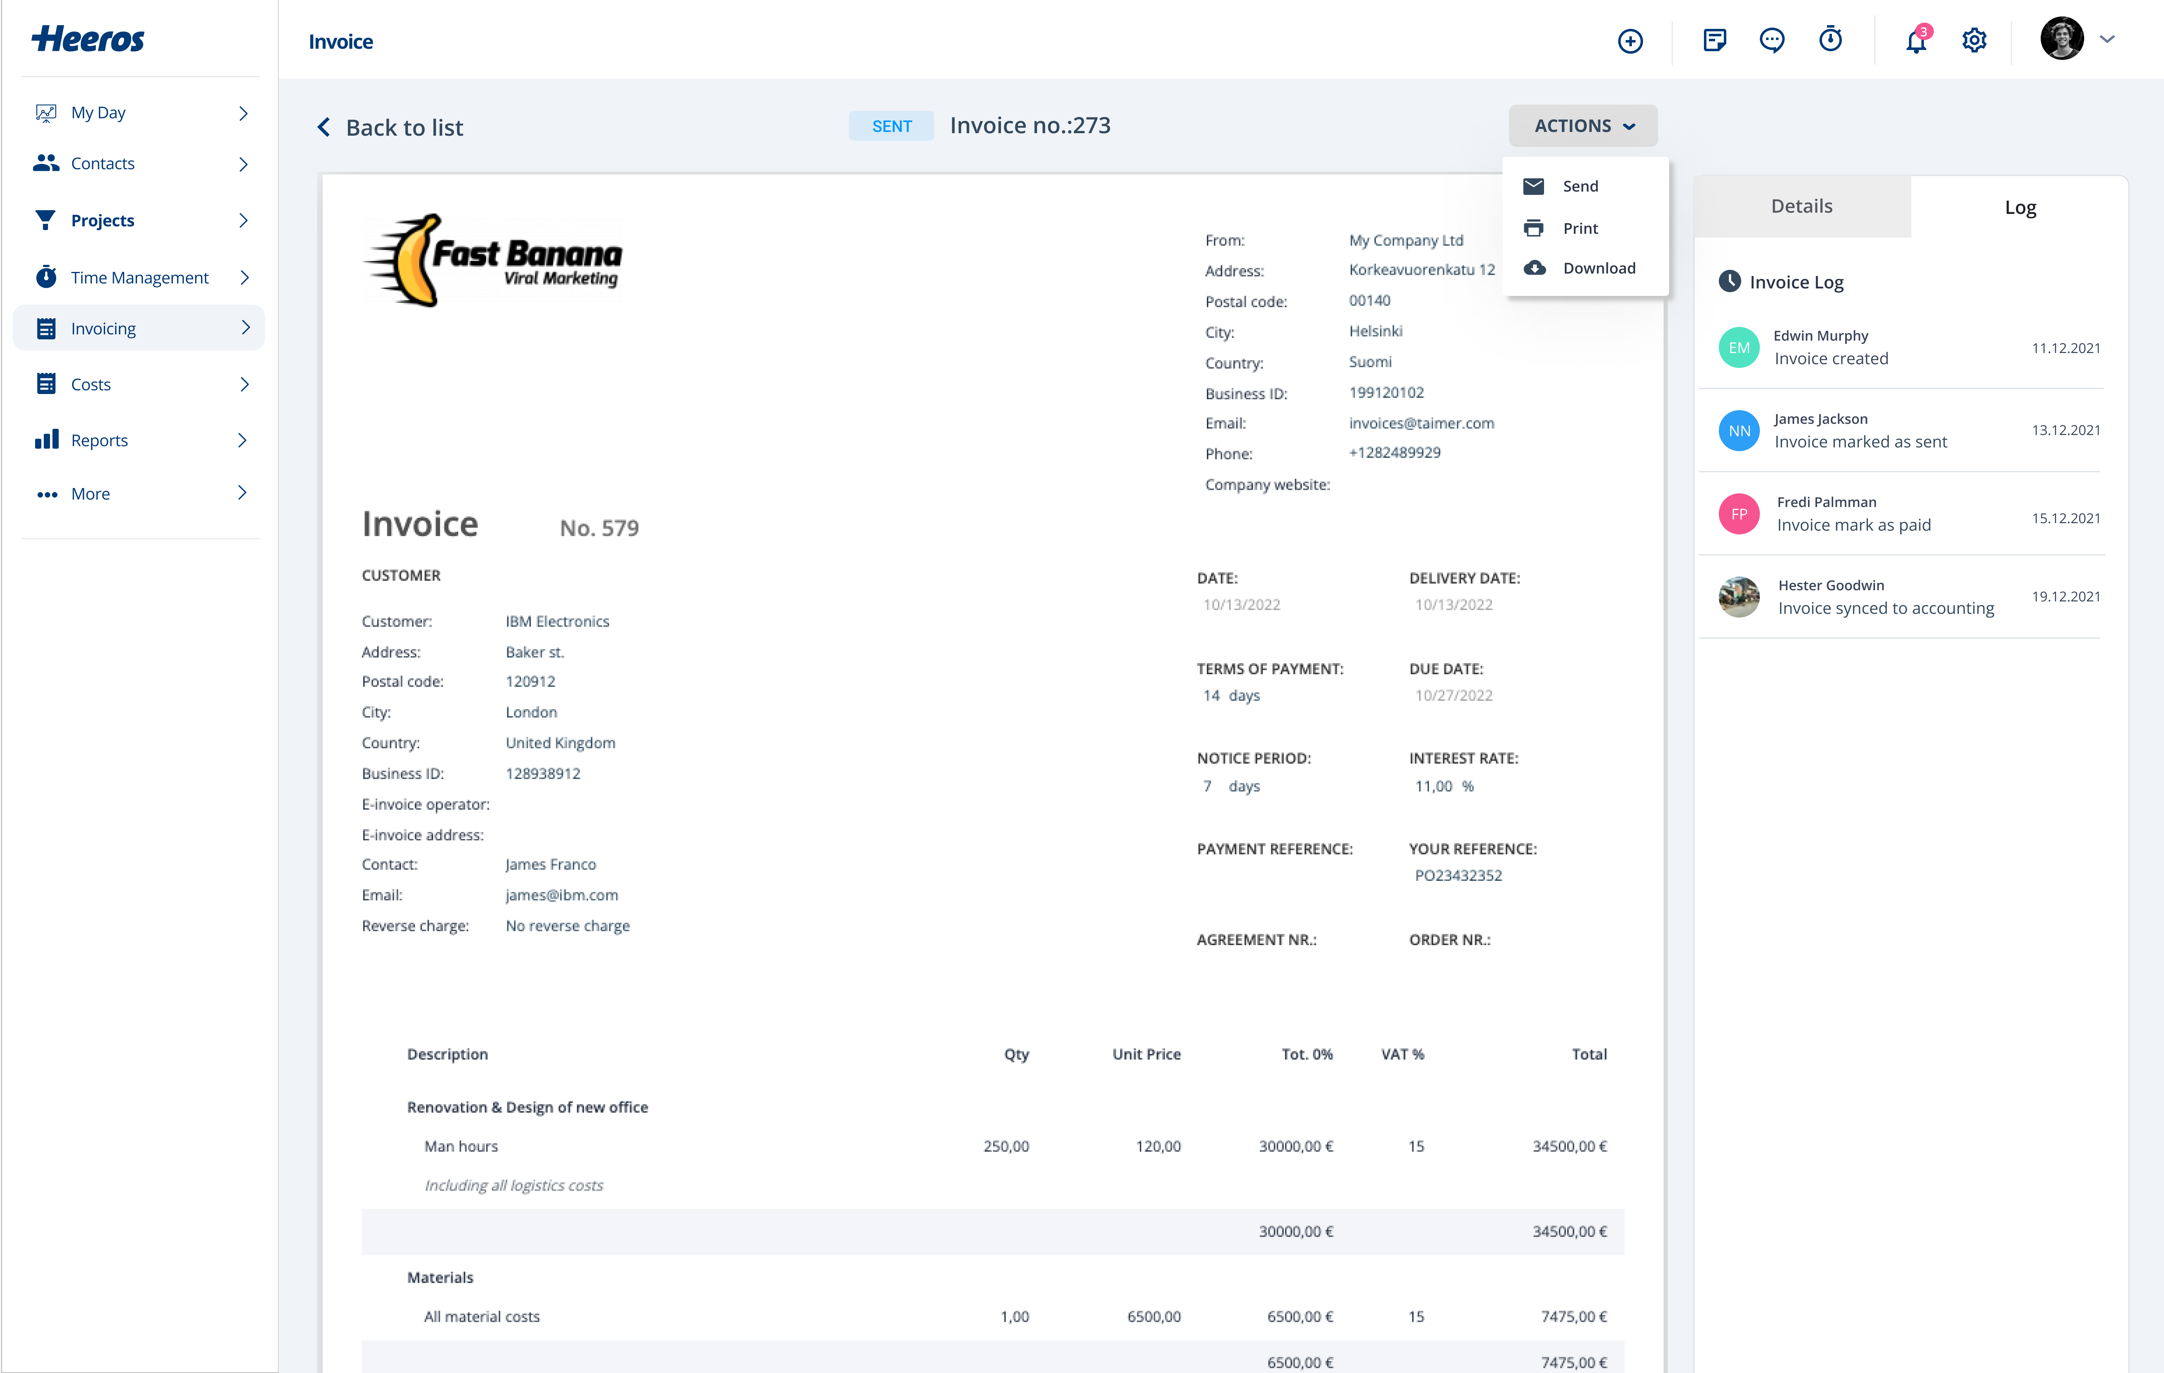 Heeros
My Day
Contacts
Projects
Time Management
Invoicing
Costs
Reports
More
Invoice
3
Back to list
SENT
Invoice no.:273
ACTIONS
Send
Print
Download
Fast Banana
Viral Marketing
From: My Company Ltd
Address: Korkeavuorenkatu 12
Postal code: 00140
City: Helsinki
Country: Suomi
Business ID: 199120102
Email: invoices@taimer.com
Phone: +1282489929
Company website:
Invoice No. 579
CUSTOMER
Customer: IBM Electronics
Address: Baker st.
Postal code: 120912
City: London
Country: United Kingdom
Business ID: 128938912
E-invoice operator:
E-invoice address:
Contact: James Franco
Email: james@ibm.com
Reverse charge: No reverse charge
DATE: DELIVERY DATE:
10/13/2022 10/13/2022
TERMS OF PAYMENT: DUE DATE:
14 days 10/27/2022
NOTICE PERIOD: INTEREST RATE:
7 days 11,00 %
PAYMENT REFERENCE: YOUR REFERENCE:
PO23432352
AGREEMENT NR.: ORDER NR.:
Description Qty Unit Price Tot. 0% VAT % Total
Renovation & Design of new office
Man hours 250,00 120,00 30000,00 € 15 34500,00 €
Including all logistics costs
30000,00 € 34500,00 €
Materials
All material costs 1,00 6500,00 6500,00 € 15 7475,00 €
6500,00 € 7475,00 €
Details Log
Invoice Log
EM Edwin Murphy
Invoice created 11.12.2021
NN James Jackson
Invoice marked as sent 13.12.2021
FP Fredi Palmman
Invoice mark as paid 15.12.2021
Hester Goodwin
Invoice synced to accounting 19.12.2021